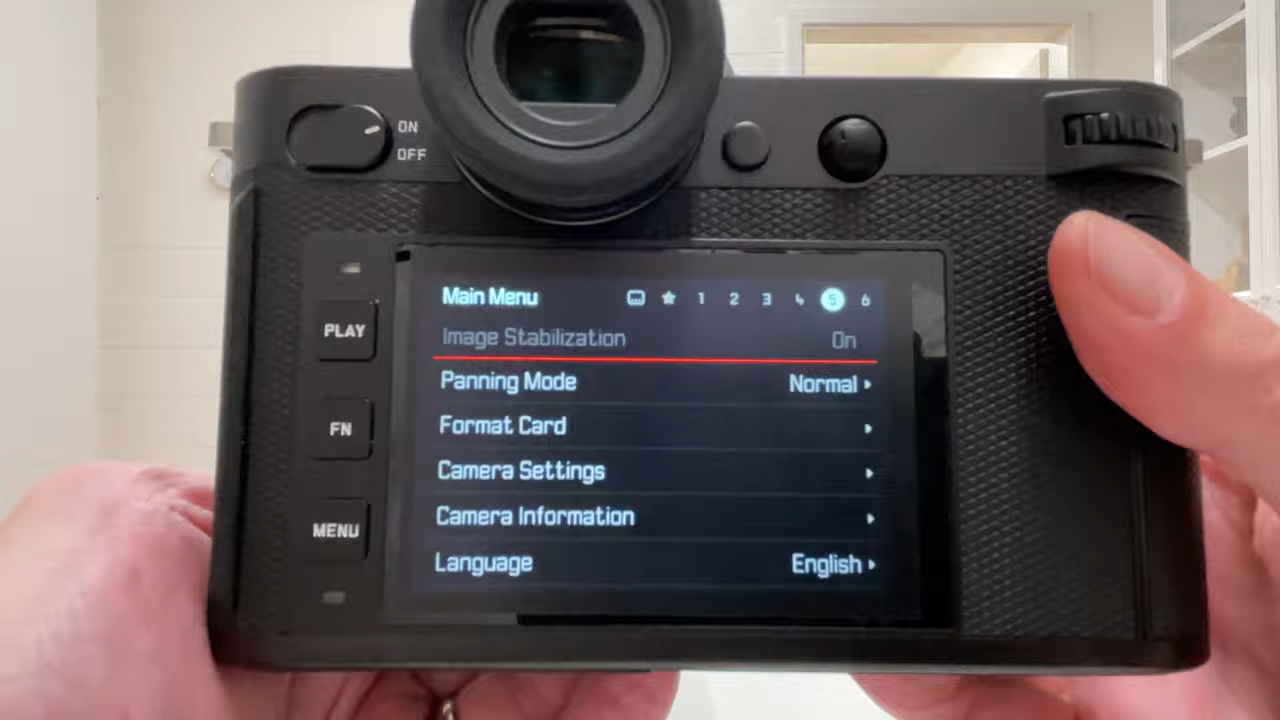 ON
OFF
PLAY
FN
MENU
Main Menu 1 2 3 4 5 6
Image Stabilization On
Panning Mode Normal
Format Card
Camera Settings
Camera Information
Language English